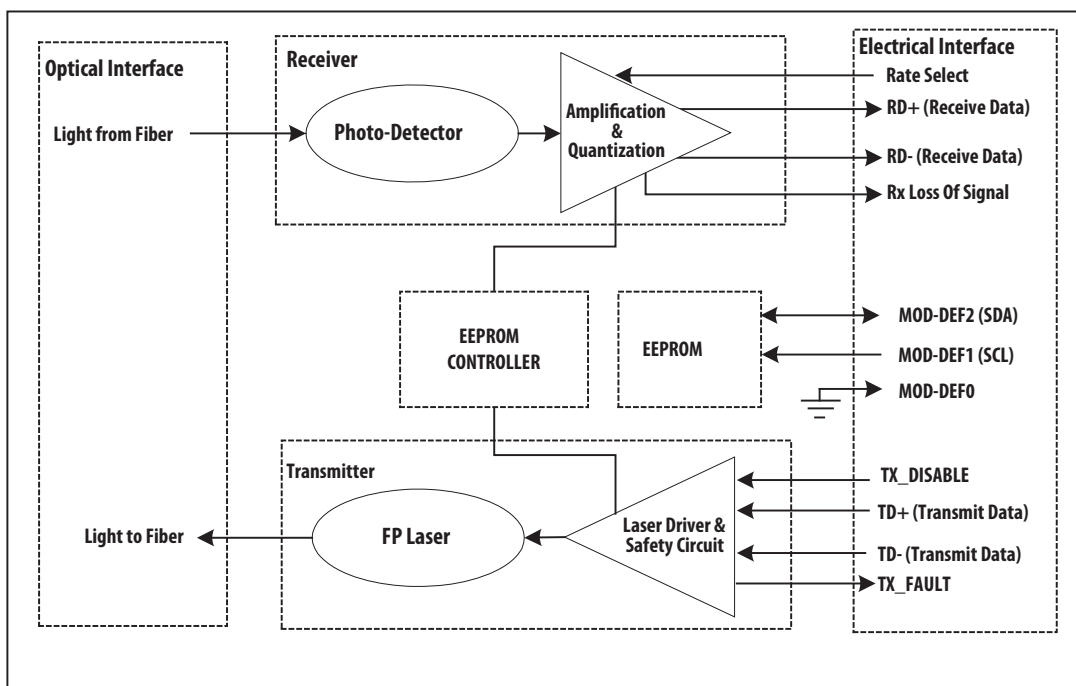 Optical Interface
Receiver
Electrical Interface
Rate Select
Light from Fiber
Photo-Detector
Amplification
&
Quantization
RD+ (Receive Data)
RD- (Receive Data)
Rx Loss Of Signal
EEPROM
CONTROLLER
EEPROM
MOD-DEF2 (SDA)
MOD-DEF1 (SCL)
MOD-DEF0
Transmitter
Light to Fiber
FP Laser
Laser Driver &
Safety Circuit
TX_DISABLE
TD+ (Transmit Data)
TD- (Transmit Data)
TX_FAULT